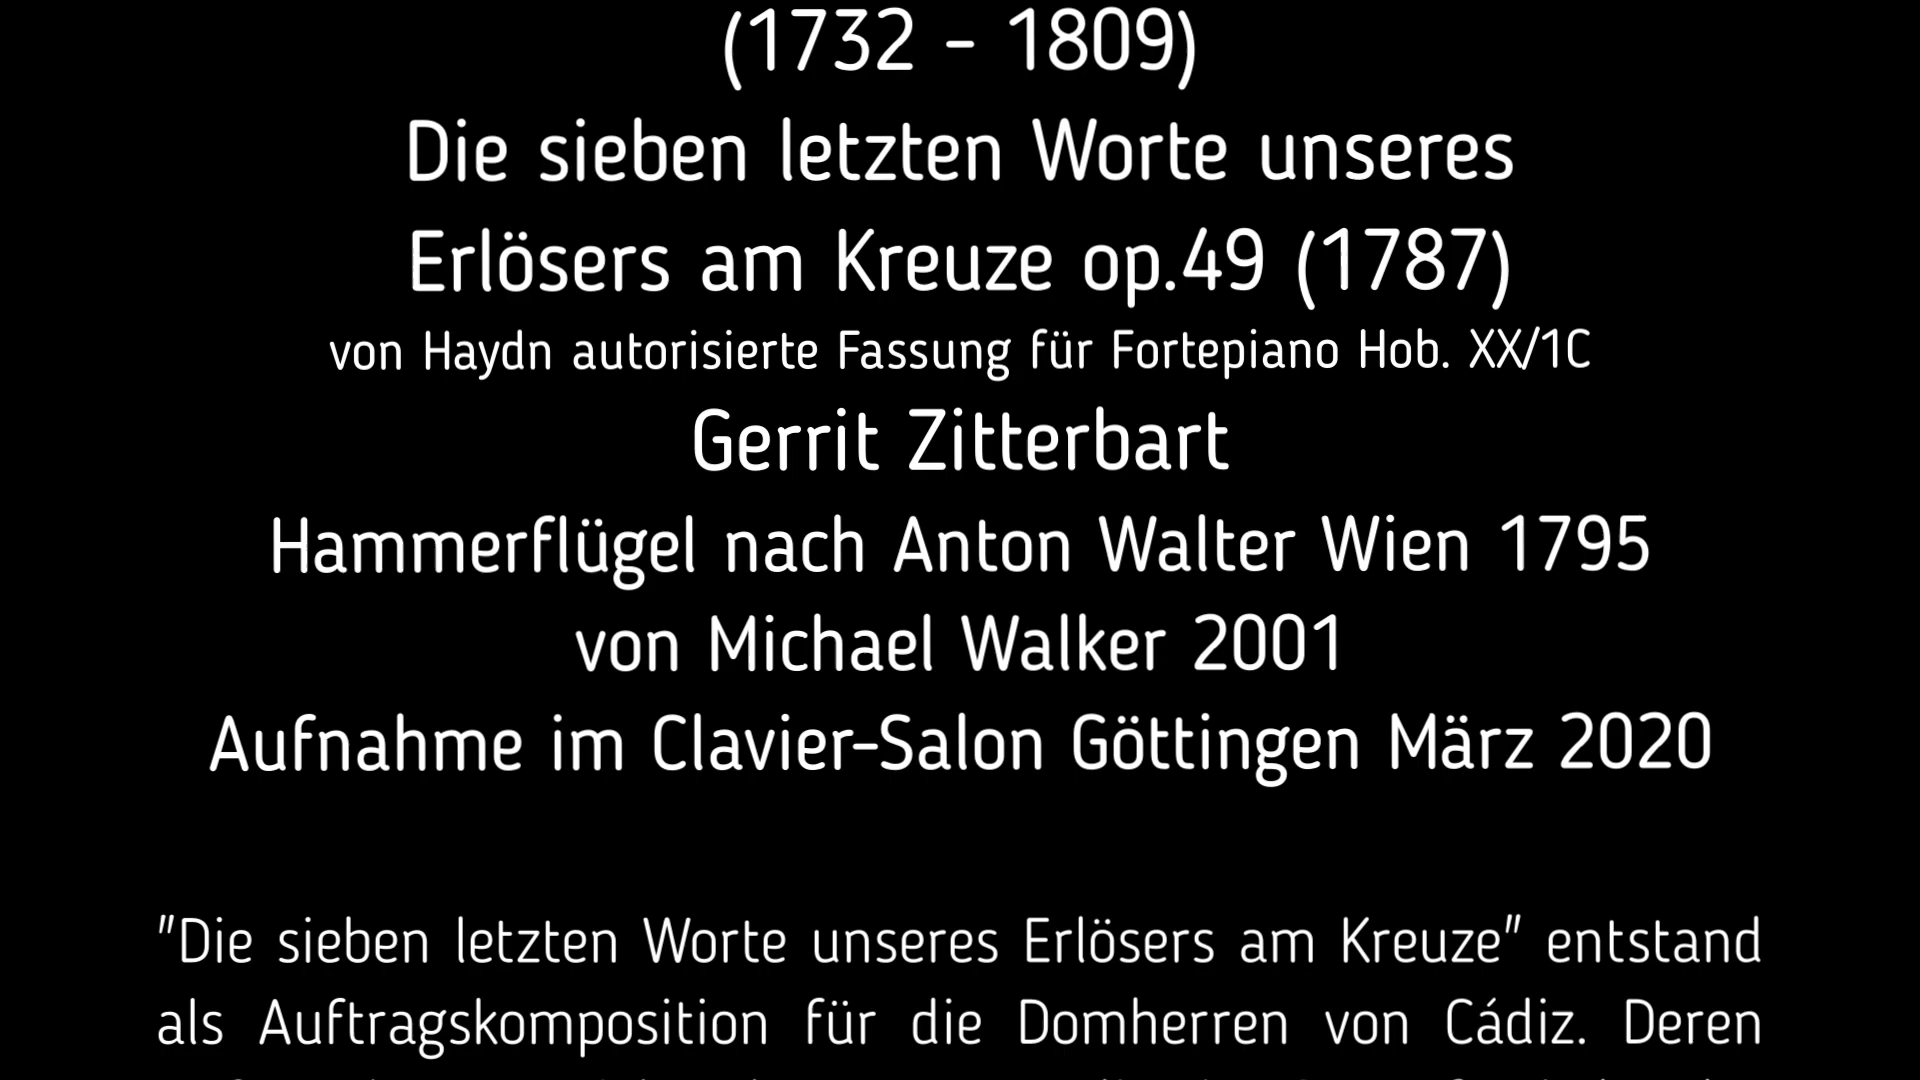 (1732 - 1809)
Die sieben letzten Worte unseres
Erlösers am Kreuze op.49 (1787)
von Haydn autorisierte Fassung für Fortepiano Hob. XX/1C
Gerrit Zitterbart
Hammerflügel nach Anton Walter Wien 1795
von Michael Walker 2001
Aufnahme im Clavier-Salon Göttingen März 2020
"Die sieben letzten Worte unseres Erlösers am Kreuze" entstand
als Auftragskomposition für die Domherren von Cádiz. Deren